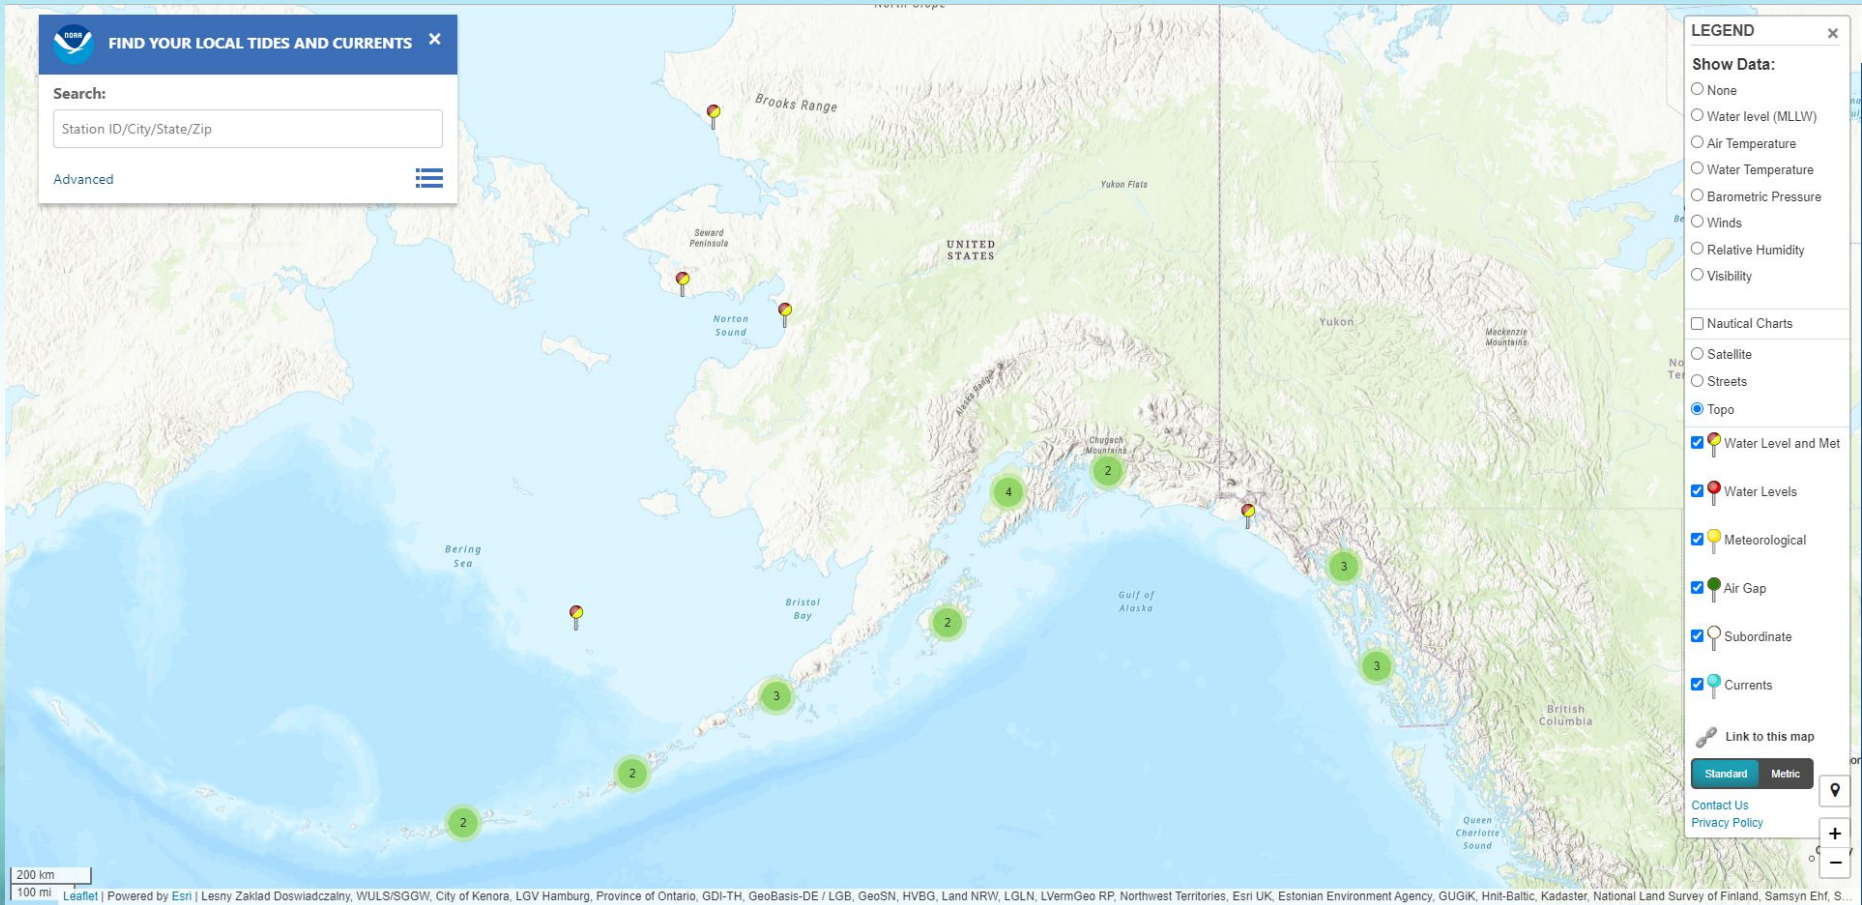 North Slope
NOAA
FIND YOUR LOCAL TIDES AND CURRENTS ×
Search:
Station ID/City/State/Zip
Advanced
Brooks Range
Yukon Flats
Seward
Peninsula
UNITED
STATES
Norton
Sound
Yukon
Mackenzie
Mountains
Alaska Range
Chugach
Mountains
2
4
Bering
Sea
3
Bristol
Bay
Gulf of
Alaska
2
3
3
British
Columbia
2
2
Queen
Charlotte
Sound
LEGEND ×
Show Data:
None
Water level (MLLW)
Air Temperature
Water Temperature
Barometric Pressure
Winds
Relative Humidity
Visibility
Nautical Charts
Satellite
Streets
Topo
Water Level and Met
Water Levels
Meteorological
Air Gap
Subordinate
Currents
Link to this map
Standard Metric
Contact Us
Privacy Policy
+
−
200 km
100 mi
Leaflet | Powered by Esri | Lesny Zaklad Doswiadczalny, WULS/SGGW, City of Kenora, LGV Hamburg, Province of Ontario, GDI-TH, GeoBasis-DE / LGB, GeoSN, HVBG, Land NRW, LGLN, LVermGeo RP, Northwest Territories, Esri UK, Estonian Environment Agency, GUGiK, Hnit-Baltic, Kadaster, National Land Survey of Finland, Samsyn Ehf, S...